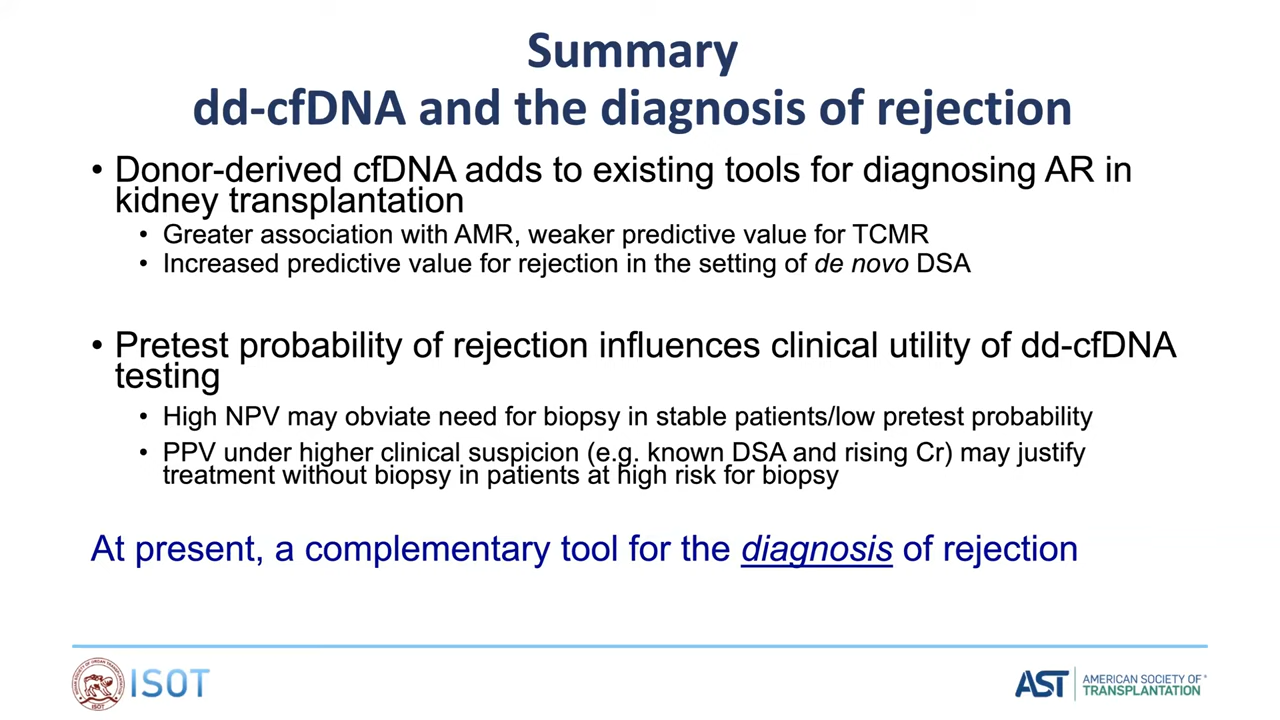 Summary
dd-cfDNA and the diagnosis of rejection
• Donor-derived cfDNA adds to existing tools for diagnosing AR in
kidney transplantation
• Greater association with AMR, weaker predictive value for TCMR
• Increased predictive value for rejection in the setting of de novo DSA
• Pretest probability of rejection influences clinical utility of dd-cfDNA
testing
• High NPV may obviate need for biopsy in stable patients/low pretest probability
• PPV under higher clinical suspicion (e.g. known DSA and rising Cr) may justify
treatment without biopsy in patients at high risk for biopsy
At present, a complementary tool for the diagnosis of rejection
ISOT
ISOT
AST
AMERICAN SOCIETY OF
TRANSPLANTATION